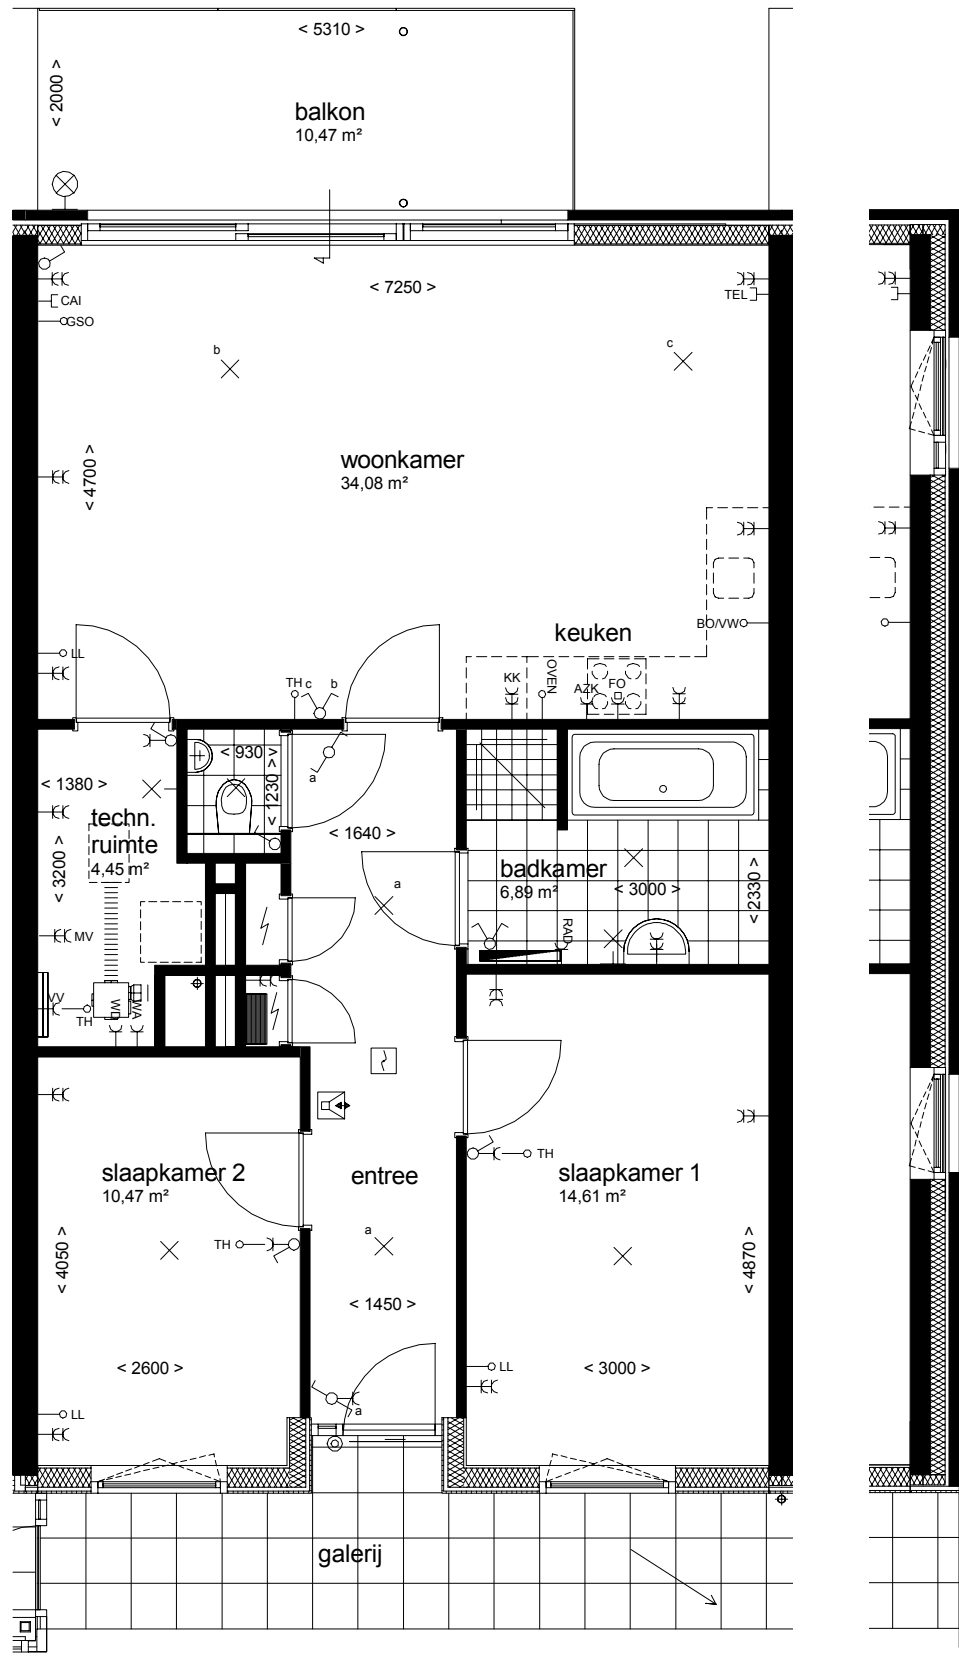 < 5310 >
< 2000 >
balkon
10,47 m²
< 7250 >
CAI
TEL
GSO
b
c
woonkamer
34,08 m²
< 4700 >
BO/VW
keuken
LL
TH
c
b
KK
OVEN
AZK
FO
< 930 >
< 1230 >
a
< 1380 >
techn.
ruimte
4,45 m²
< 3200 >
< 1640 >
badkamer
6,89 m²
< 3000 >
< 2330 >
a
MV
RAD
VV
TH
WD
WA
slaapkamer 2
10,47 m²
entree
slaapkamer 1
14,61 m²
TH
a
TH
< 4050 >
< 4870 >
< 1450 >
< 2600 >
< 3000 >
LL
LL
a
galerij